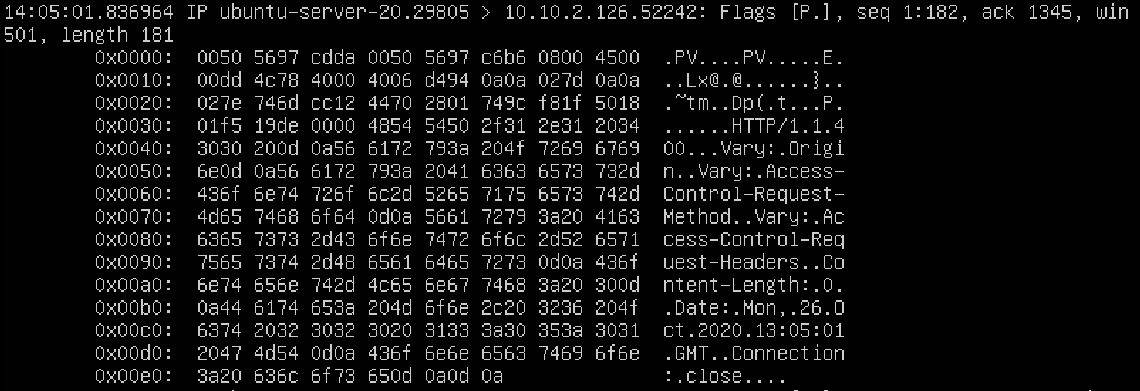 14:05:01.836964 IP ubuntu-server-20.29805 > 10.10.2.126.52242: Flags [P.], seq 1:182, ack 1345, win
501, length 181
0x0000:  0050 5697 cdda 0050 5697 c6b6 0800 4500  .PV....PV.....E.
0x0010:  00dd 4c78 4000 4006 d494 0a0a 027d 0a0a  ..Lx@.@......}..
0x0020:  027e 746d cc12 4470 2801 749c f81f 5018  .~tm..Dp(.t...P.
0x0030:  01f5 19de 0000 4854 5450 2f31 2e31 2034  ......HTTP/1.1.4
0x0040:  3030 200d 0a56 6172 793a 204f 7269 6769  00...Vary:.Origi
0x0050:  6e0d 0a56 6172 793a 2041 6363 6573 732d  n..Vary:.Access-
0x0060:  436f 6e74 726f 6c2d 5265 7175 6573 742d  Control-Request-
0x0070:  4d65 7468 6f64 0d0a 5661 7279 3a20 4163  Method..Vary:.Ac
0x0080:  6365 7373 2d43 6f6e 7472 6f6c 2d52 6571  cess-Control-Req
0x0090:  7565 7374 2d48 6561 6465 7273 0d0a 436f  uest-Headers..Co
0x00a0:  6e74 656e 742d 4c65 6e67 7468 3a20 300d  ntent-Length:.0.
0x00b0:  0a44 6174 653a 204d 6f6e 2c20 3236 204f  .Date:.Mon,.26.O
0x00c0:  6374 2032 3032 3020 3133 3a30 353a 3031  ct.2020.13:05:01
0x00d0:  2047 4d54 0d0a 436f 6e6e 6563 7469 6f6e  .GMT..Connection
0x00e0:  3a20 636c 6f73 650d 0a0d 0a  :.close....